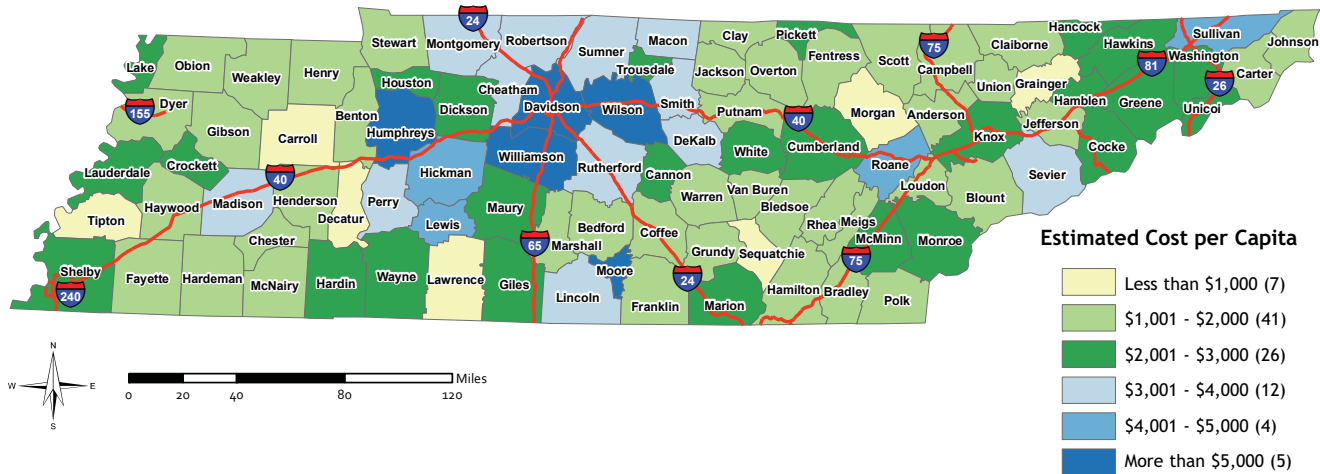 24
Stewart
Montgomery
Robertson
Sumner
Macon
Clay
Pickett
Fentress
Scott
75
Campbell
Claiborne
Hancock
Hawkins
Sullivan
Johnson
Lake
Obion
Weakley
Henry
Houston
Dickson
Cheatham
Trousdale
Jackson
Overton
Union
Grainger
Hamblen
81
Washington
Carter
26
Greene
Unicoi
155
Dyer
Gibson
Carroll
Benton
Humphreys
Davidson
Wilson
Smith
Putnam
40
Morgan
Anderson
Jefferson
Knox
Cocke
Lauderdale
Crockett
40
Hickman
Williamson
Rutherford
DeKalb
Cannon
White
Cumberland
Roane
Loudon
Sevier
Blount
Tipton
Haywood
Madison
Henderson
Decatur
Perry
Lewis
Maury
Warren
Van Buren
Bledsoe
Rhea
Meigs
McMinn
Monroe
Chester
65
Marshall
Bedford
Coffee
Grundy
Sequatchie
75
Shelby
240
Fayette
Hardeman
McNairy
Hardin
Wayne
Lawrence
Giles
Lincoln
Moore
Franklin
24
Marion
Hamilton
Bradley
Polk
N
W
E
S
0
20
40
80
120
Miles
Estimated Cost per Capita
Less than $1,000 (7)
$1,001 - $2,000 (41)
$2,001 - $3,000 (26)
$3,001 - $4,000 (12)
$4,001 - $5,000 (4)
More than $5,000 (5)